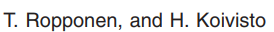 T. Ropponen, and H. Koivisto